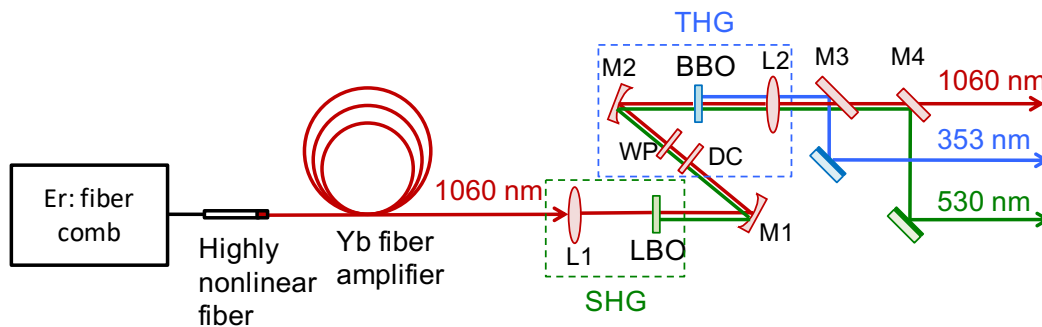 THG
M2
BBO
L2
M3
M4
1060 nm
WP
DC
353 nm
Er: fiber
comb
1060 nm
530 nm
Highly
nonlinear
fiber
Yb fiber
amplifier
L1
LBO
M1
SHG